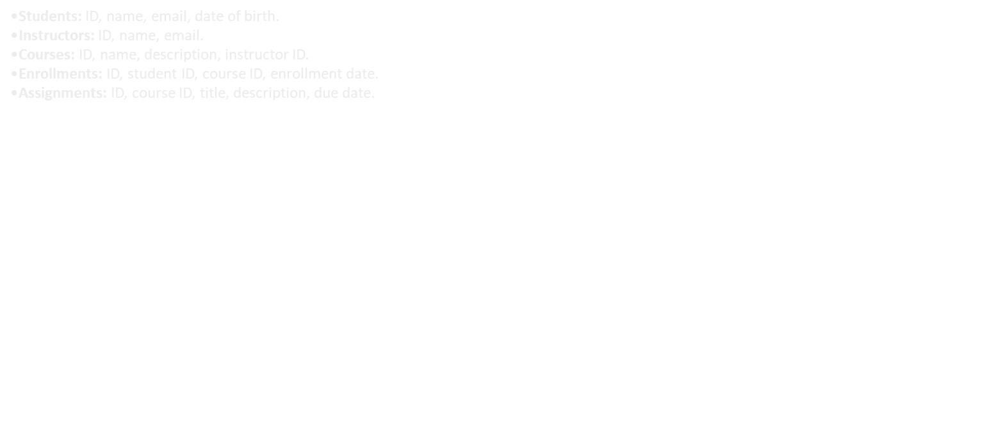 •Students: ID, name, email, date of birth.
•Instructors: ID, name, email.
•Courses: ID, name, description, instructor ID.
•Enrollments: ID, student ID, course ID, enrollment date.
•Assignments: ID, course ID, title, description, due date.